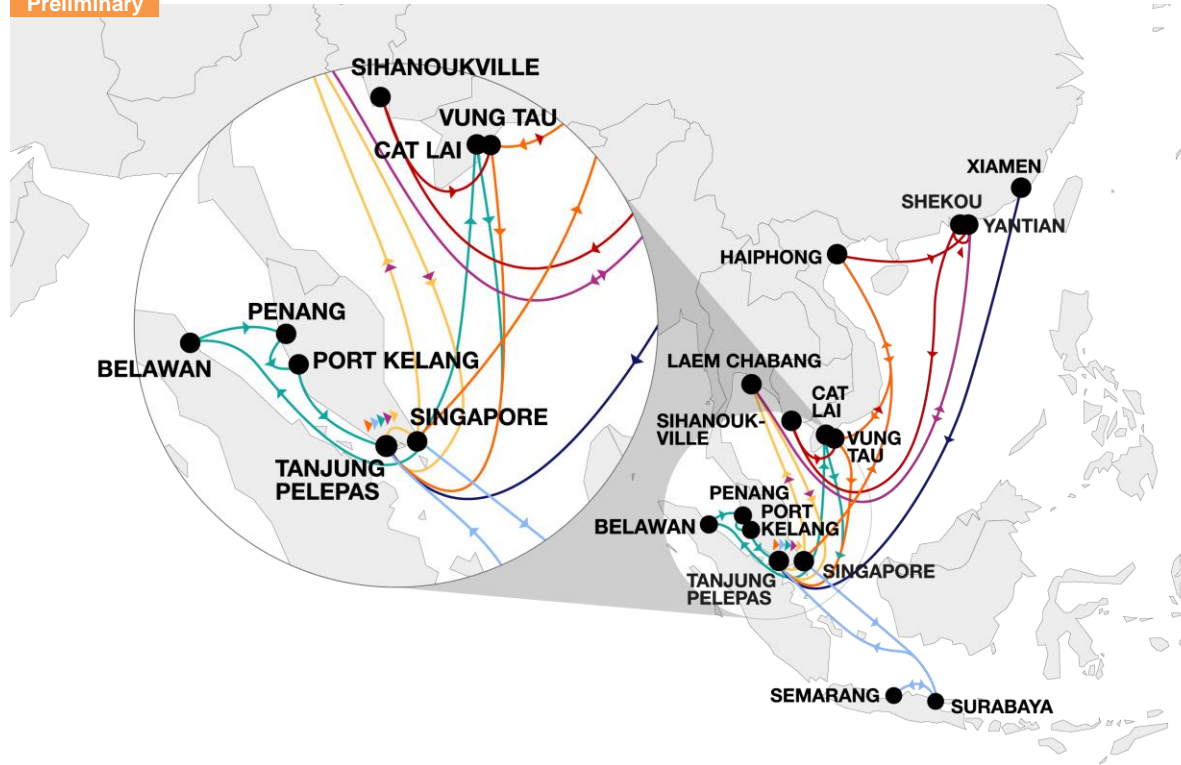 Preliminary
SIHANOUKVILLE
VUNG TAU
CAT LAI
PENANG
PORT KELANG
BELAWAN
SINGAPORE
TANJUNG
PELEPAS
XIAMEN
SHEKOU
YANTIAN
HAIPHONG
LAEM CHABANG
CAT
LAI
SIHANOUK-
VILLE
VUNG
TAU
PENANG
PORT
KELANG
BELAWAN
SINGAPORE
TANJUNG
PELEPAS
SEMARANG
SURABAYA